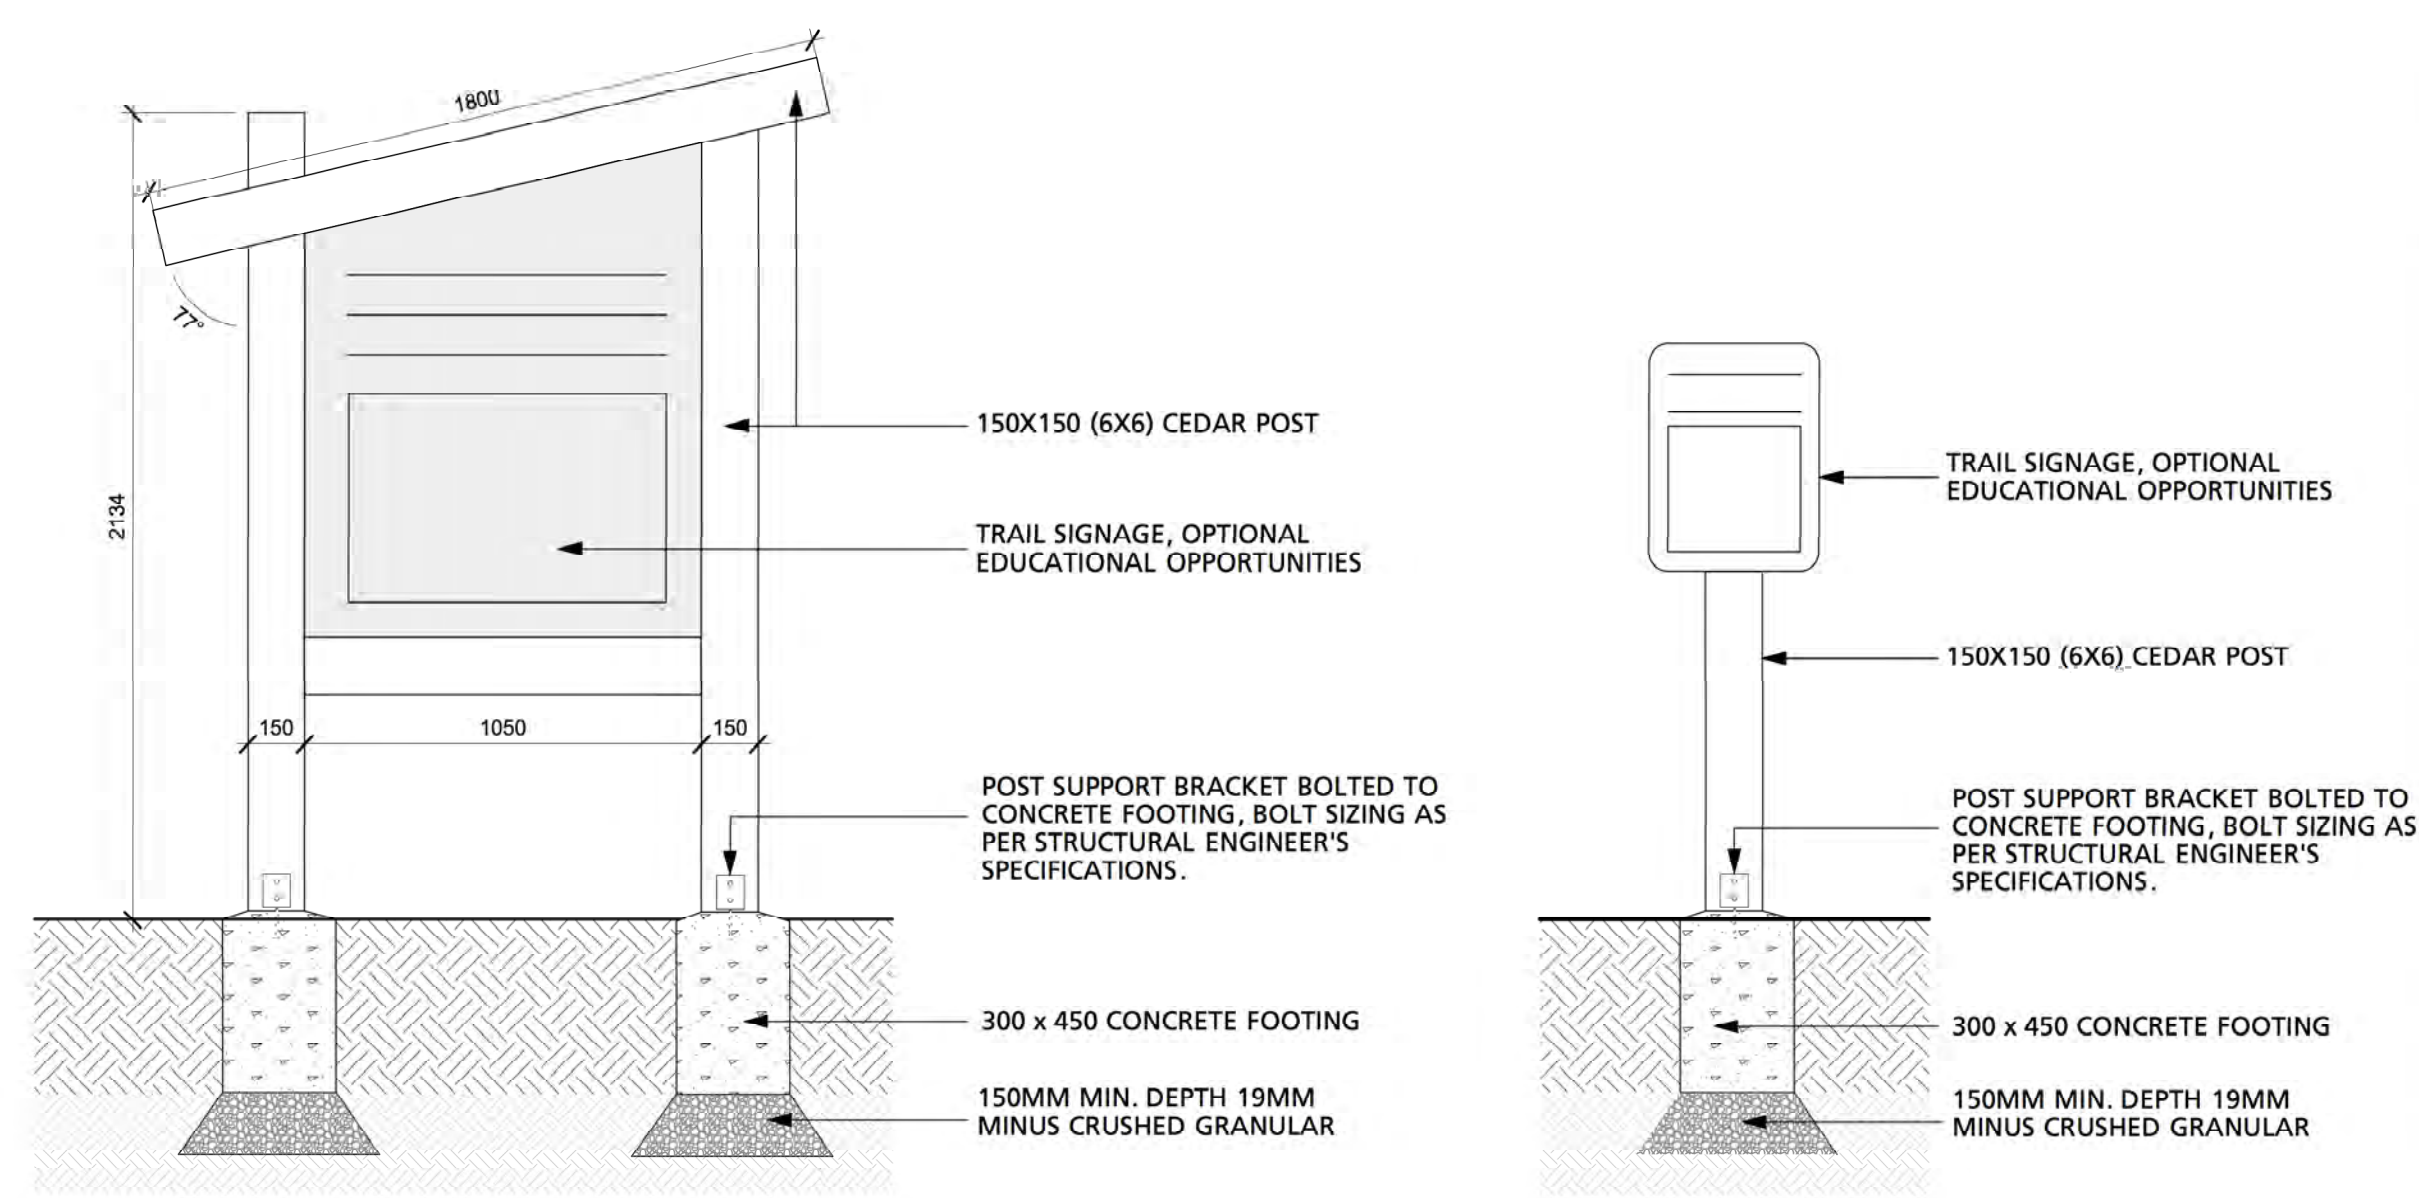 1800
77°
2134
150X150 (6X6) CEDAR POST
TRAIL SIGNAGE, OPTIONAL
EDUCATIONAL OPPORTUNITIES
150
1050
150
POST SUPPORT BRACKET BOLTED TO
CONCRETE FOOTING, BOLT SIZING AS
PER STRUCTURAL ENGINEER'S
SPECIFICATIONS.
300 x 450 CONCRETE FOOTING
150MM MIN. DEPTH 19MM
MINUS CRUSHED GRANULAR
TRAIL SIGNAGE, OPTIONAL
EDUCATIONAL OPPORTUNITIES
150X150 (6X6) CEDAR POST
POST SUPPORT BRACKET BOLTED TO
CONCRETE FOOTING, BOLT SIZING AS
PER STRUCTURAL ENGINEER'S
SPECIFICATIONS.
300 x 450 CONCRETE FOOTING
150MM MIN. DEPTH 19MM
MINUS CRUSHED GRANULAR